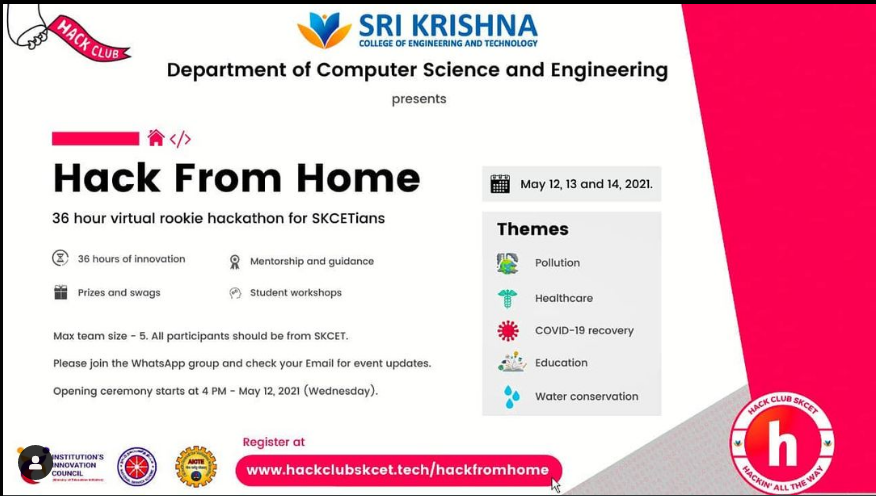 HACK CLUB
SRI KRISHNA
COLLEGE OF ENGINEERING AND TECHNOLOGY
Department of Computer Science and Engineering
presents
</>
Hack From Home
36 hour virtual rookie hackathon for SKCETians
36 hours of innovation
Mentorship and guidance
Prizes and swags
Student workshops
Max team size - 5. All participants should be from SKCET.
Please join the WhatsApp group and check your Email for event updates.
Opening ceremony starts at 4 PM - May 12, 2021 (Wednesday).
May 12, 13 and 14, 2021.
Themes
Pollution
Healthcare
COVID-19 recovery
Education
Water conservation
INSTITUTION'S
INNOVATION
COUNCIL
AICTE
Register at
www.hackclubskcet.tech/hackfromhome
HACK CLUB SKCET
h
HACKIN' ALL THE WAY